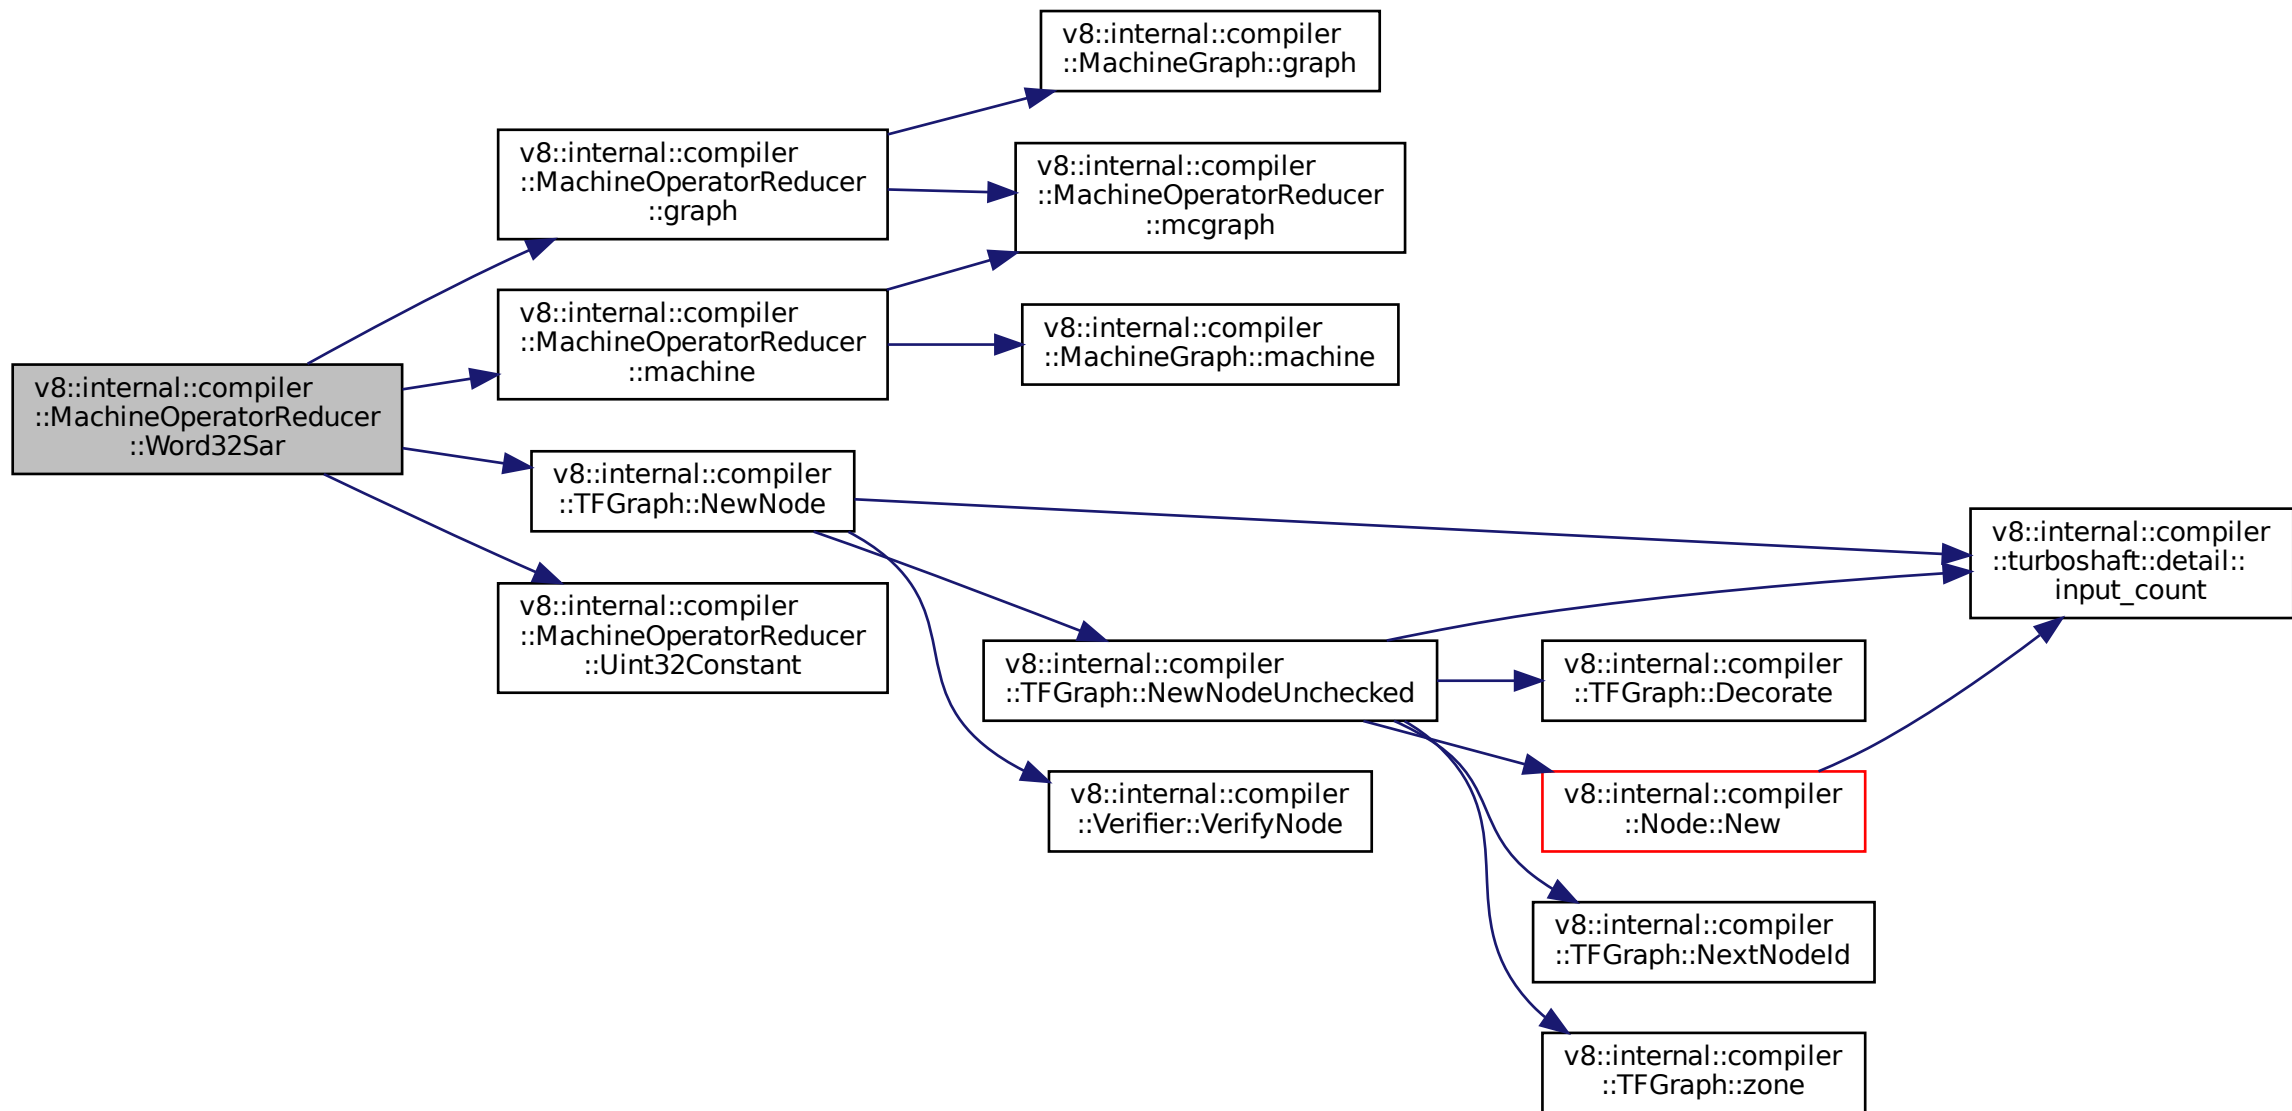 v8::internal::compiler
::MachineOperatorReducer
::Word32Sar
v8::internal::compiler
::MachineOperatorReducer
::graph
v8::internal::compiler
::MachineGraph::graph
v8::internal::compiler
::MachineOperatorReducer
::mcgraph
v8::internal::compiler
::MachineOperatorReducer
::machine
v8::internal::compiler
::MachineGraph::machine
v8::internal::compiler
::TFGraph::NewNode
v8::internal::compiler
::MachineOperatorReducer
::Uint32Constant
v8::internal::compiler
::turboshaft::detail::
input_count
v8::internal::compiler
::TFGraph::NewNodeUnchecked
v8::internal::compiler
::Verifier::VerifyNode
v8::internal::compiler
::TFGraph::Decorate
v8::internal::compiler
::Node::New
v8::internal::compiler
::TFGraph::NextNodeId
v8::internal::compiler
::TFGraph::zone